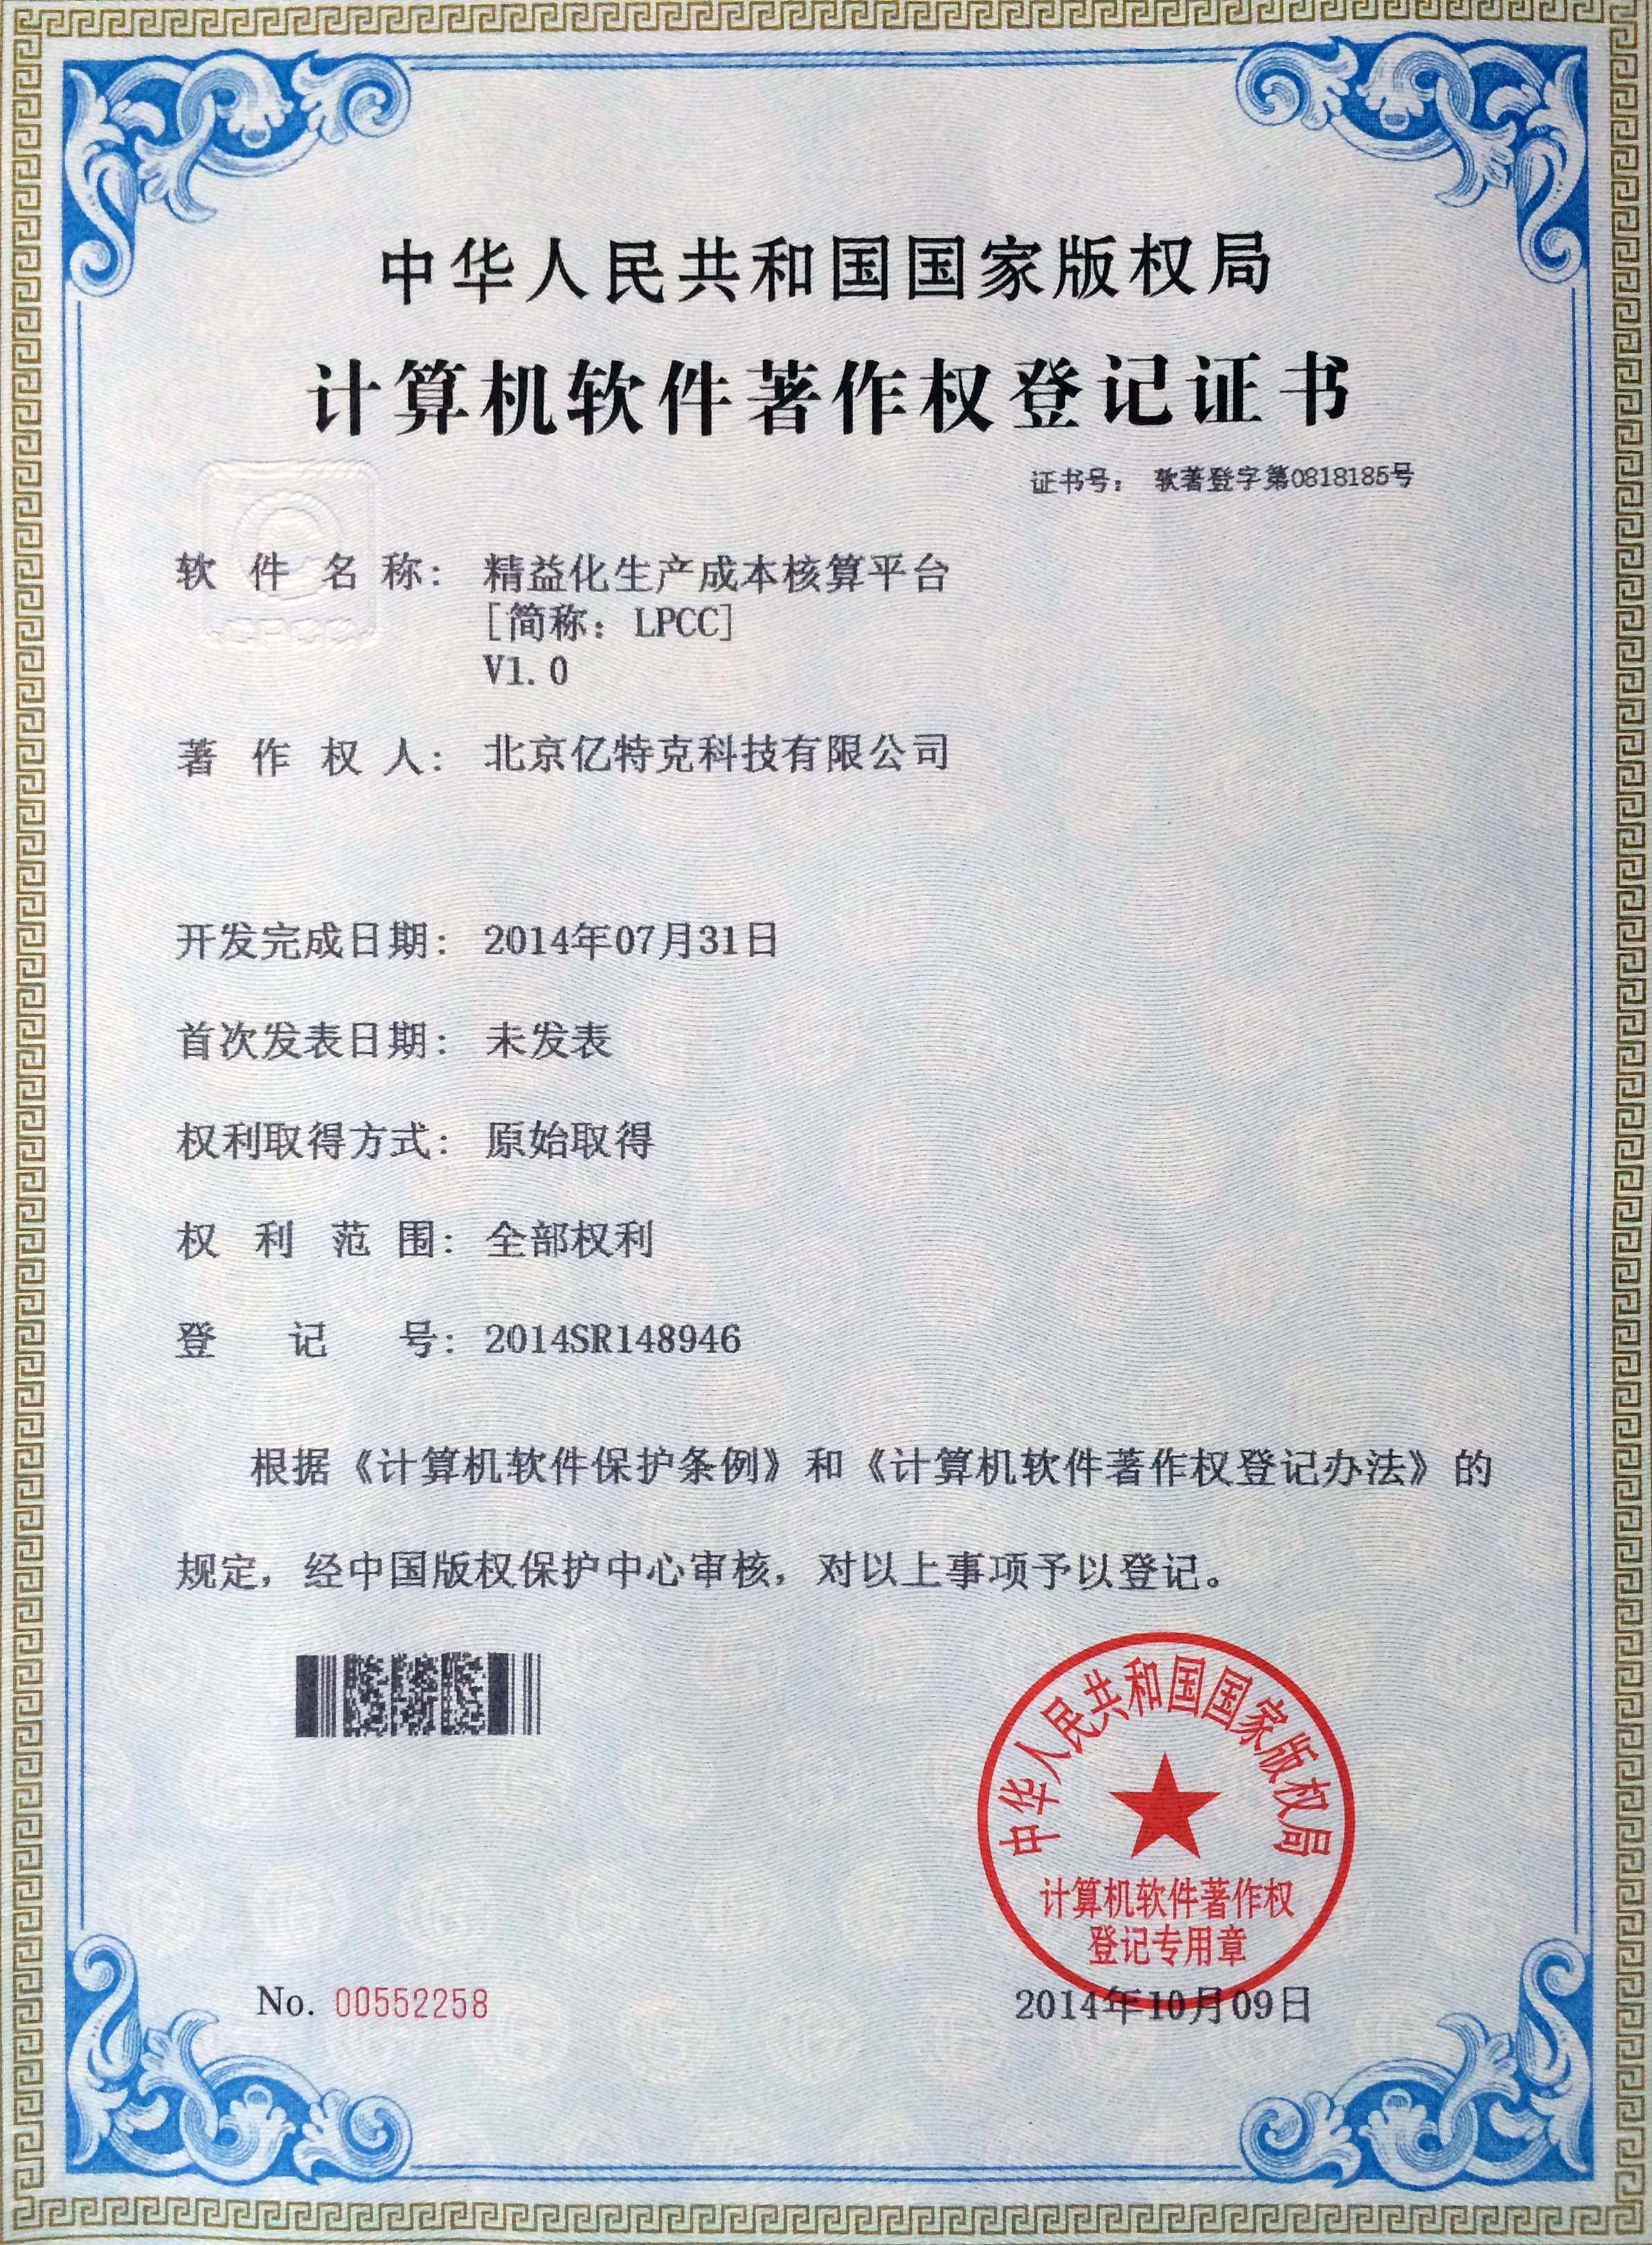 中华人民共和国国家版权局
计算机软件著作权登记证书
证书号： 软著登字第0818185号
软件名称： 精益化生产成本核算平台
[简称：LPCC]
V1.0
著作权人： 北京亿特克科技有限公司
开发完成日期： 2014年07月31日
首次发表日期： 未发表
权利取得方式： 原始取得
权利范围： 全部权利
登记号： 2014SR148946
根据《计算机软件保护条例》和《计算机软件著作权登记办法》的
规定，经中国版权保护中心审核，对以上事项予以登记。
中华人民共和国国家版权局
计算机软件著作权
登记专用章
No. 00552258
2014年10月09日